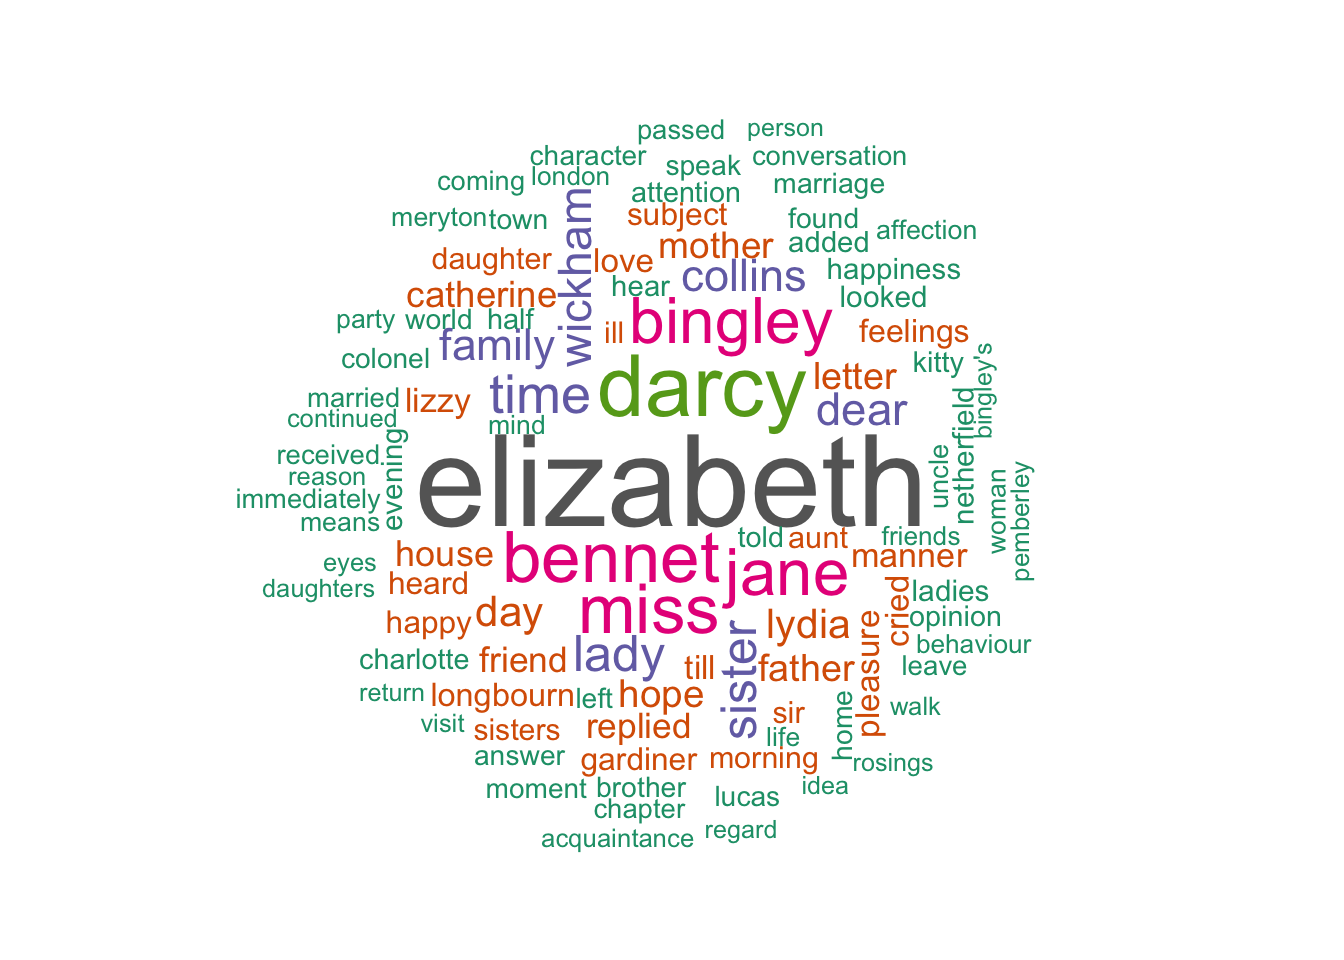 passed
person
character
speak
conversation
coming
london
attention
marriage
meryton
town
wickham
subject
found
affection
daughter
love
mother
added
catherine
hear
collins
happiness
looked
party
world
half
ill
bingley
feelings
colonel
family
kitty
bingley's
married
lizzy
time
darcy
letter
dear
netherfield
continued
mind
received
evening
elizabeth
uncle
reason
immediately
means
woman
pemberley
house
bennet
told
aunt
friends
manner
eyes
daughters
heard
jane
cried
ladies
happy
day
miss
lydia
pleasure
opinion
behaviour
charlotte
friend
lady
sister
till
father
leave
return
longbourn
left
hope
sir
home
walk
visit
sisters
replied
life
answer
gardiner
morning
rosings
moment
brother
idea
chapter
lucas
acquaintance
regard